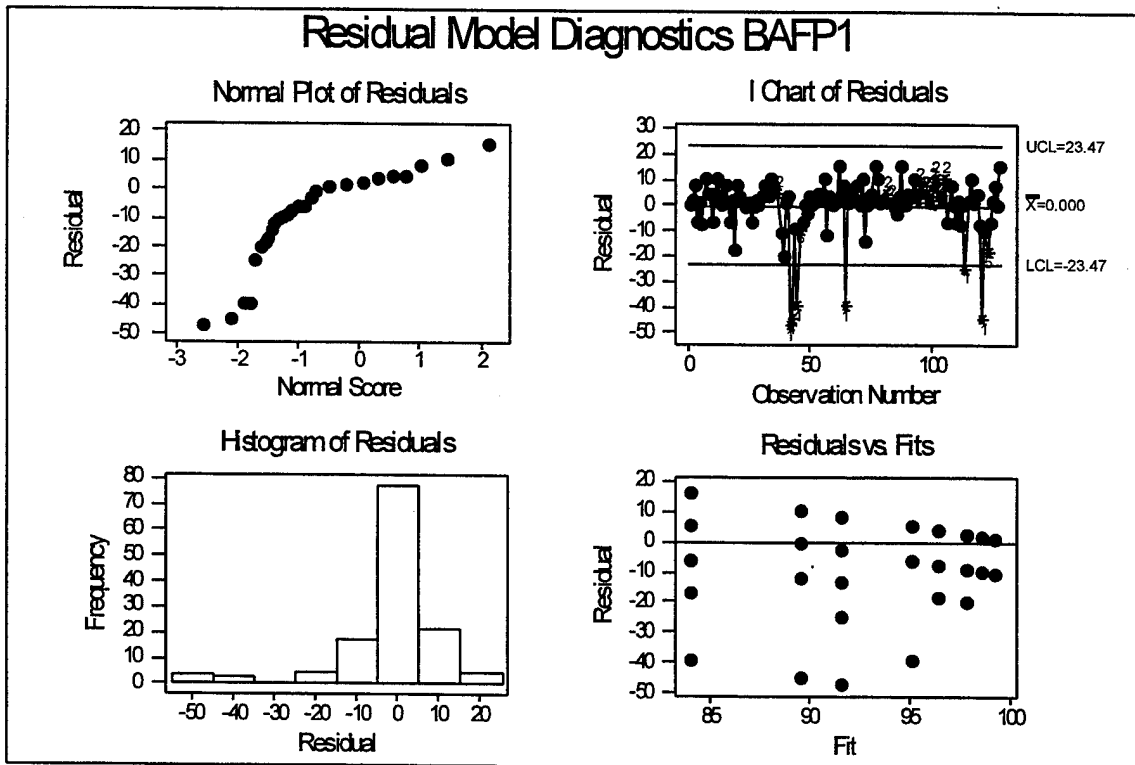 Residual Model Diagnostics BAFP1
Normal Plot of Residuals
20
10
0
-10
-20
-30
-40
-50
Residual
-3 -2 -1 0 1 2
Normal Score
I Chart of Residuals
30
20
10
0
-10
-20
-30
-40
-50
Residual
UCL=23.47
X=0.000
LCL=-23.47
0 50 100
Observation Number
Histogram of Residuals
80
70
60
50
40
30
20
10
0
Frequency
-50 -40 -30 -20 -10 0 10 20
Residual
Residuals vs. Fits
20
10
0
-10
-20
-30
-40
-50
Residual
85 90 95 100
Fit